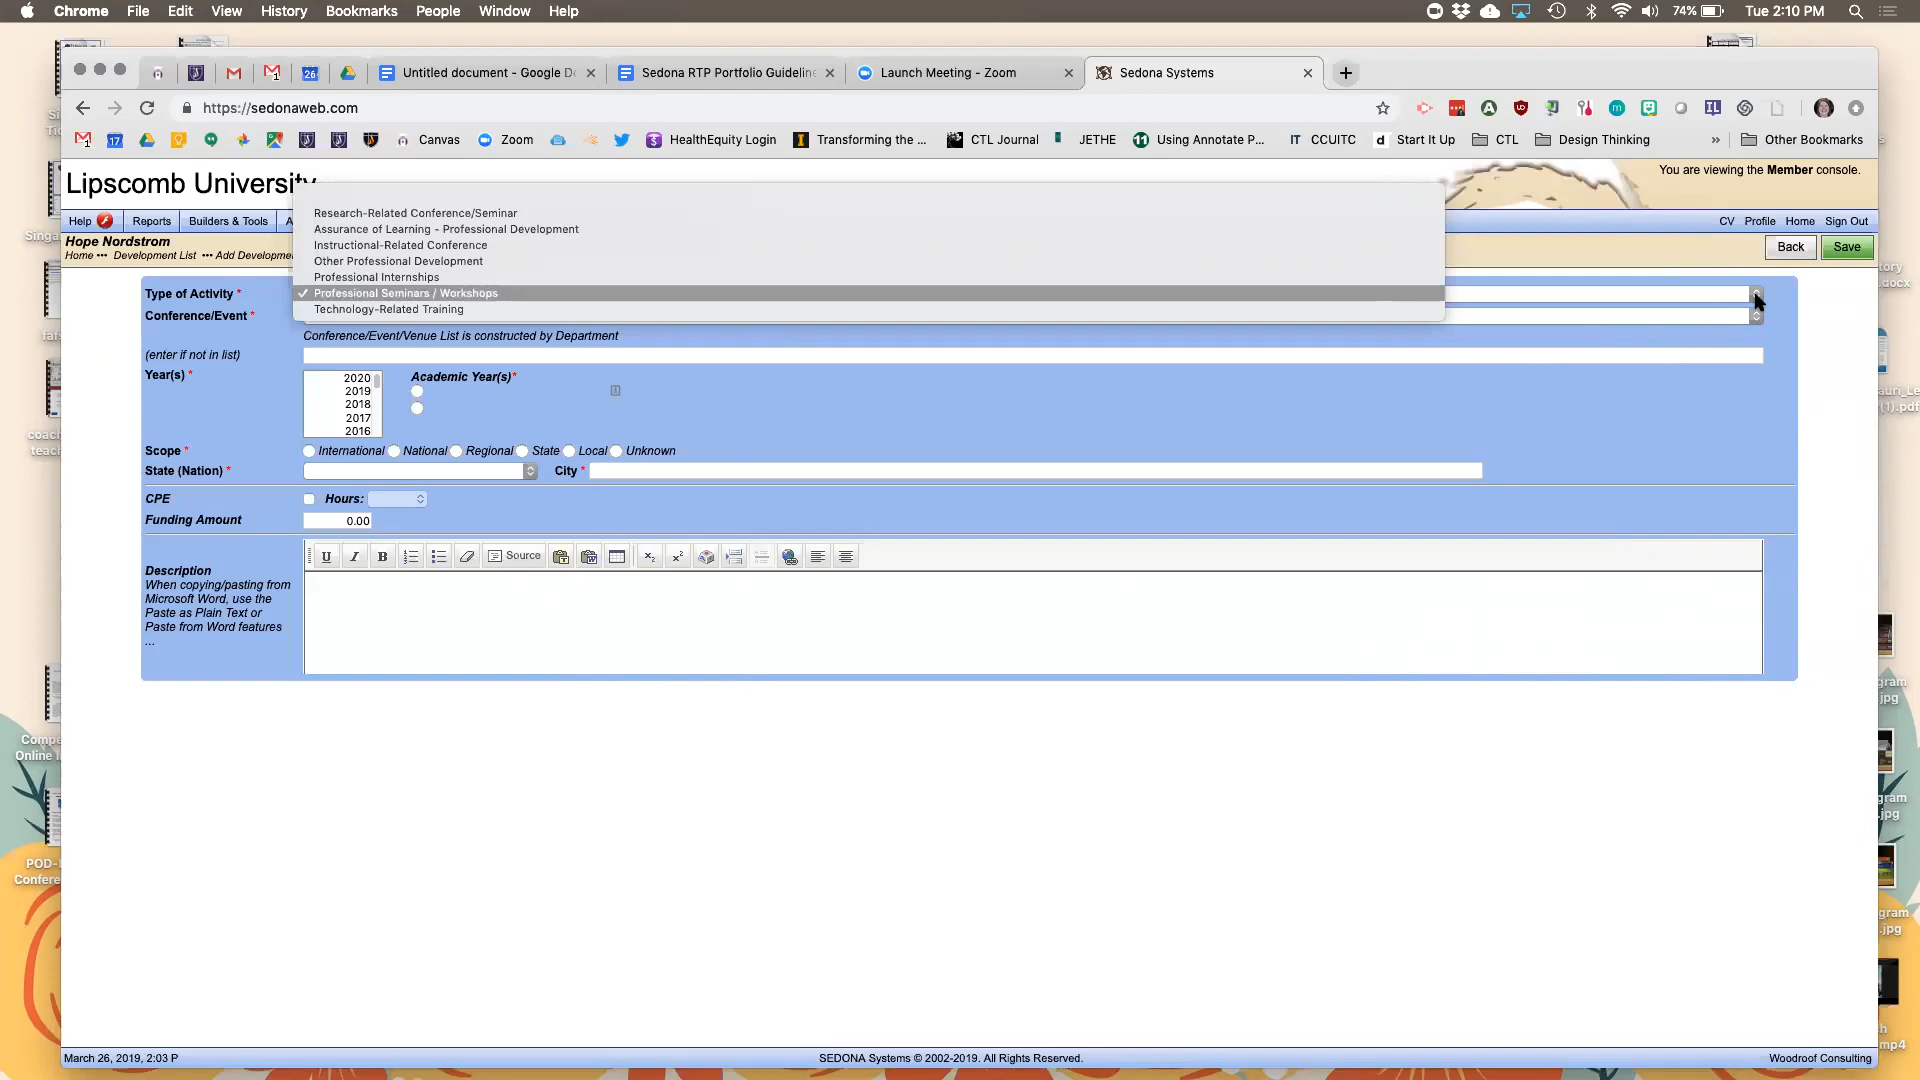 Chrome File Edit View History Bookmarks People Window Help 74% Tue 2:10 PM
Untitled document - Google D Sedona RTP Portfolio Guideline Launch Meeting - Zoom Sedona Systems
https://sedonaweb.com
Canvas Zoom HealthEquity Login Transforming the ... CTL Journal JETHE Using Annotate P... CCUITC Start It Up CTL Design Thinking » Other Bookmarks
Lipscomb University
You are viewing the Member console.
Help Reports Builders & Tools A CV Profile Home Sign Out
Hope Nordstrom
Home ••• Development List ••• Add Developme
Back Save
Research-Related Conference/Seminar
Assurance of Learning - Professional Development
Instructional-Related Conference
Other Professional Development
Professional Internships
✓ Professional Seminars / Workshops
Technology-Related Training
Type of Activity *
Conference/Event *
Conference/Event/Venue List is constructed by Department
(enter if not in list)
Year(s) *
2020
2019
2018
2017
2016
Academic Year(s)*
Scope * International National Regional State Local Unknown
State (Nation) * City *
CPE Hours:
Funding Amount 0.00
U I B Source
Description
When copying/pasting from
Microsoft Word, use the
Paste as Plain Text or
Paste from Word features
...
March 26, 2019, 2:03 P
SEDONA Systems © 2002-2019. All Rights Reserved.
Woodroof Consulting
Compe
Online I
POD-
Confere
coac
teac